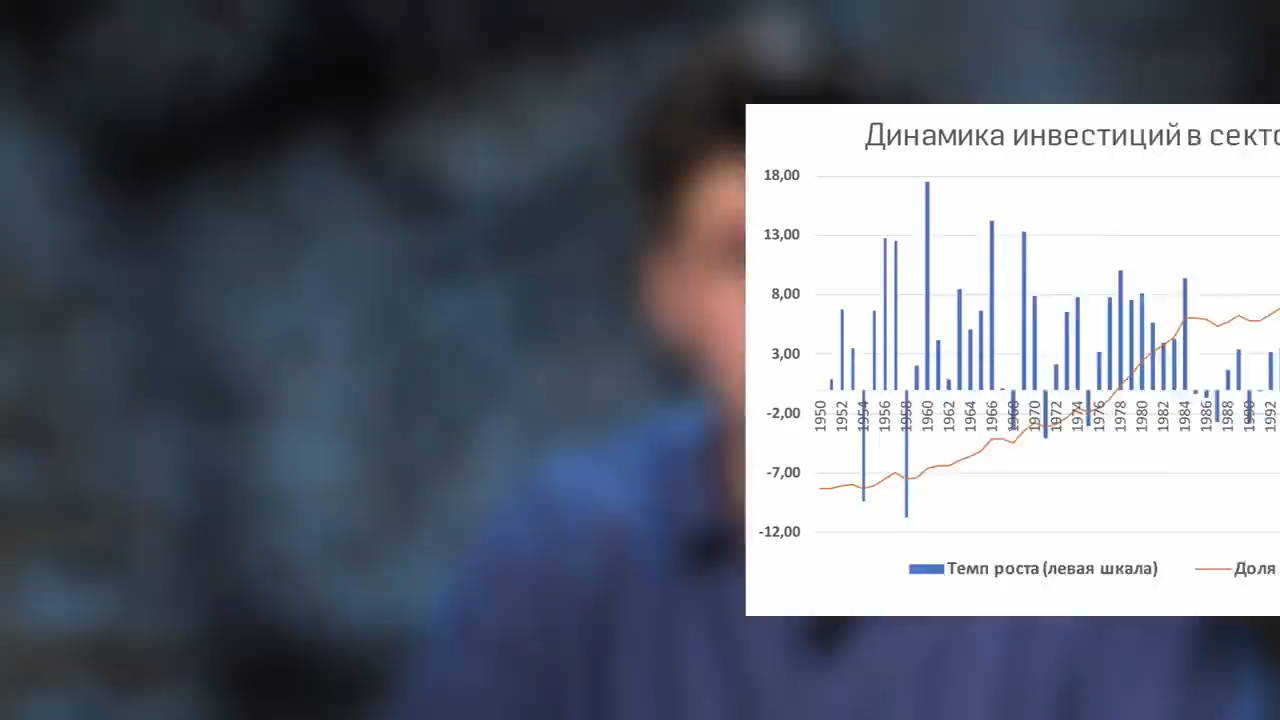 Динамика инвестиций в секто
18,00
13,00
8,00
3,00
-2,00
-7,00
-12,00
1950 1952 1954 1956 1958 1960 1962 1964 1966 1968 1970 1972 1974 1976 1978 1980 1982 1984 1986 1988 1990 1992
Темп роста (левая шкала) Доля